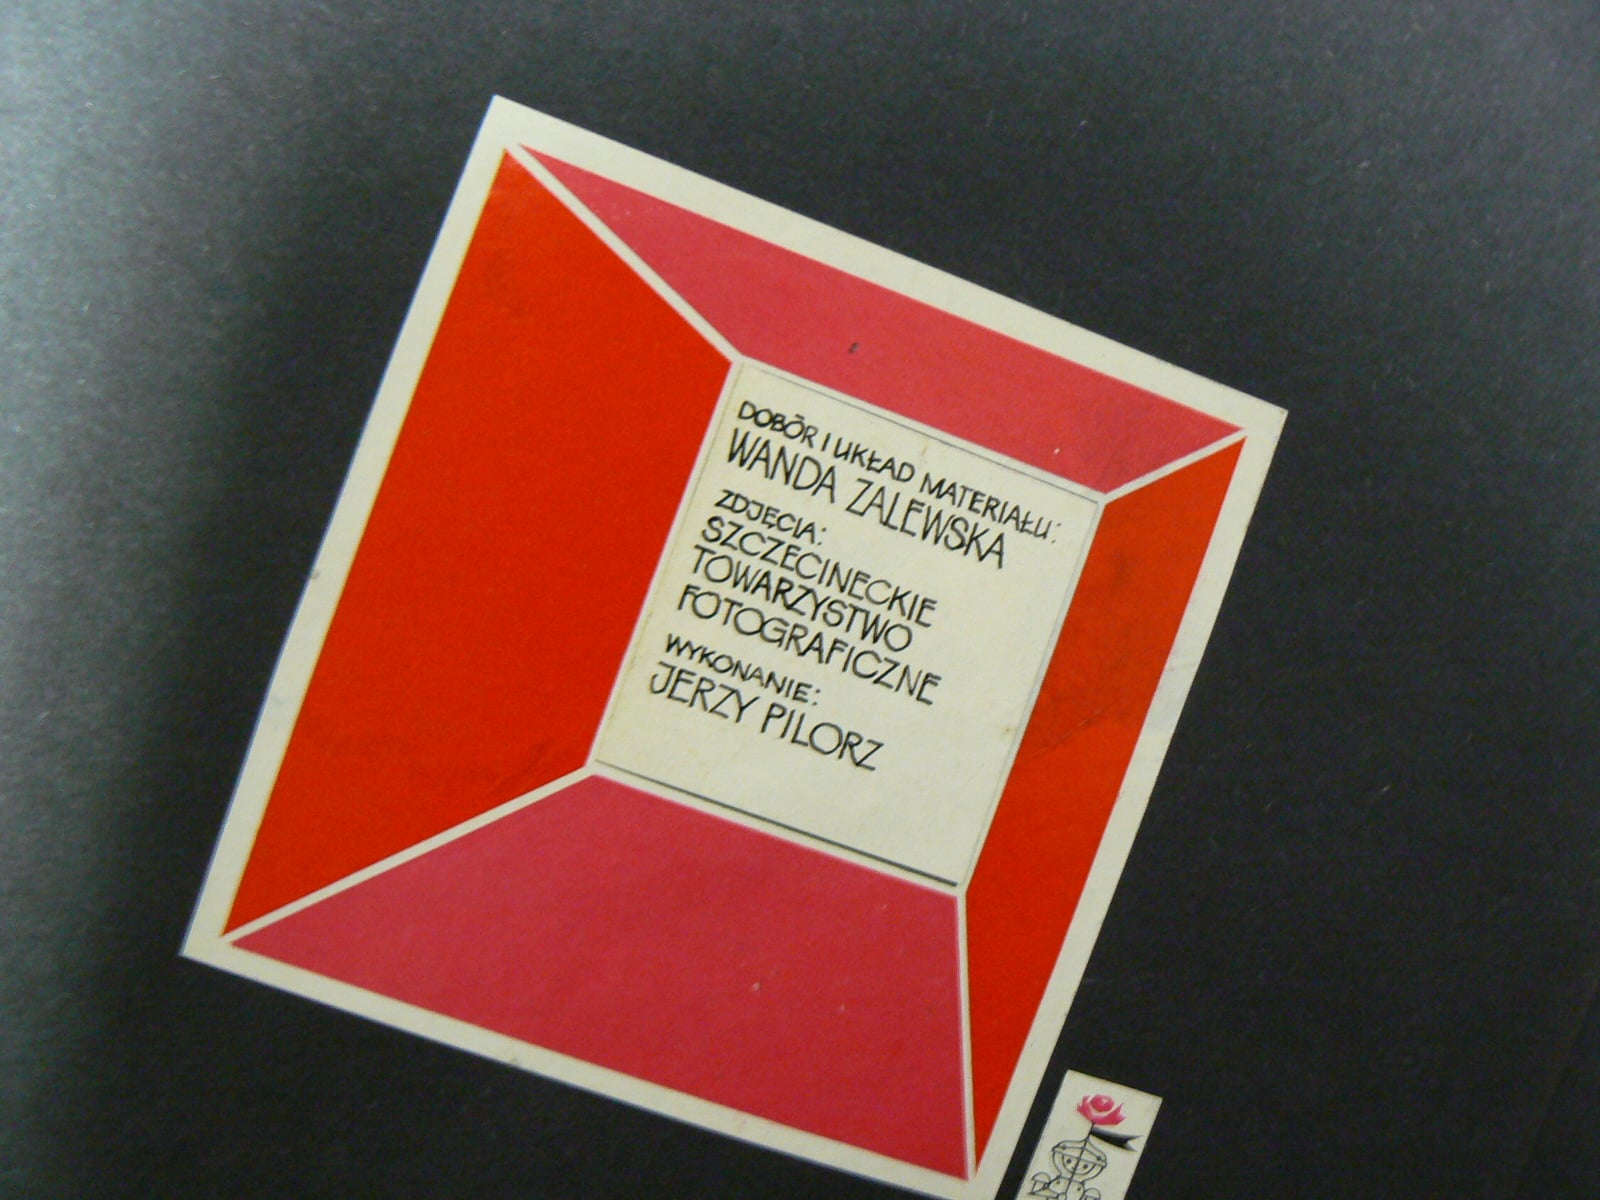 DOBÓR I UKŁAD MATERIAŁU:
WANDA ZALEWSKA
ZDJĘCIA:
SZCZECINECKIE
TOWARZYSTWO
FOTOGRAFICZNE
WYKONANIE:
JERZY PILORZ